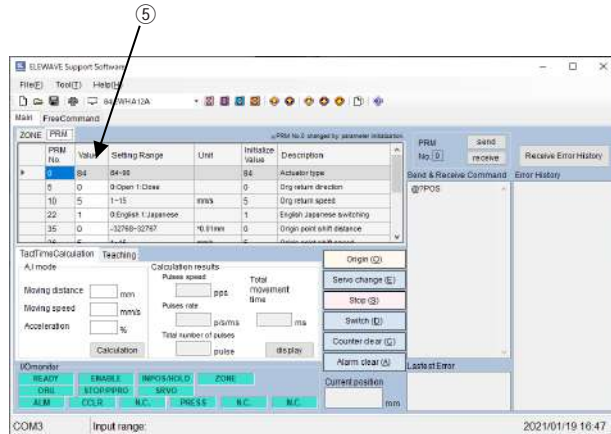 ⑤
ELEWAVE Support Software
File(F) Tool(T) Help(H)
Main FreeCommand
ZONE PRM
PRM No. Value Setting Range Unit Initialize Value Description
0 84 84-98 84 Actuator type
5 0 0:Open 1:Close 0 Org return direction
10 5 1~15 mm/s 5 Org return speed
22 1 0:English 1:Japanese 1 English Japanese switching
0 0 -32768~32767 *0.01mm 0 Origin point shift distance
PRM
No. 0
send
receive
Receive Error History
Send & Receive Command
Error History
@?POS
TactTimeCalculation Teaching
A,I mode
Moving distance mm
Moving speed mm/s
Acceleration %
Calculation
Calculation results
Pulses speed
pps
Pulses rate
p/s/ms
Total number of pulses
pulse
Total movement time
ms
display
Origin (O)
Servo change (E)
Stop (S)
Switch (D)
Counter clear (C)
Alarm clear (A)
Lastest Error
Current position
mm
I/Omonitor
READY ENABLE INPOS/HOLD ZONE
ORG STOP/PPRO SRVO
ALM CCLR N.C. PRESS N.C. N.C.
COM3 Input range: 2021/01/19 16:47